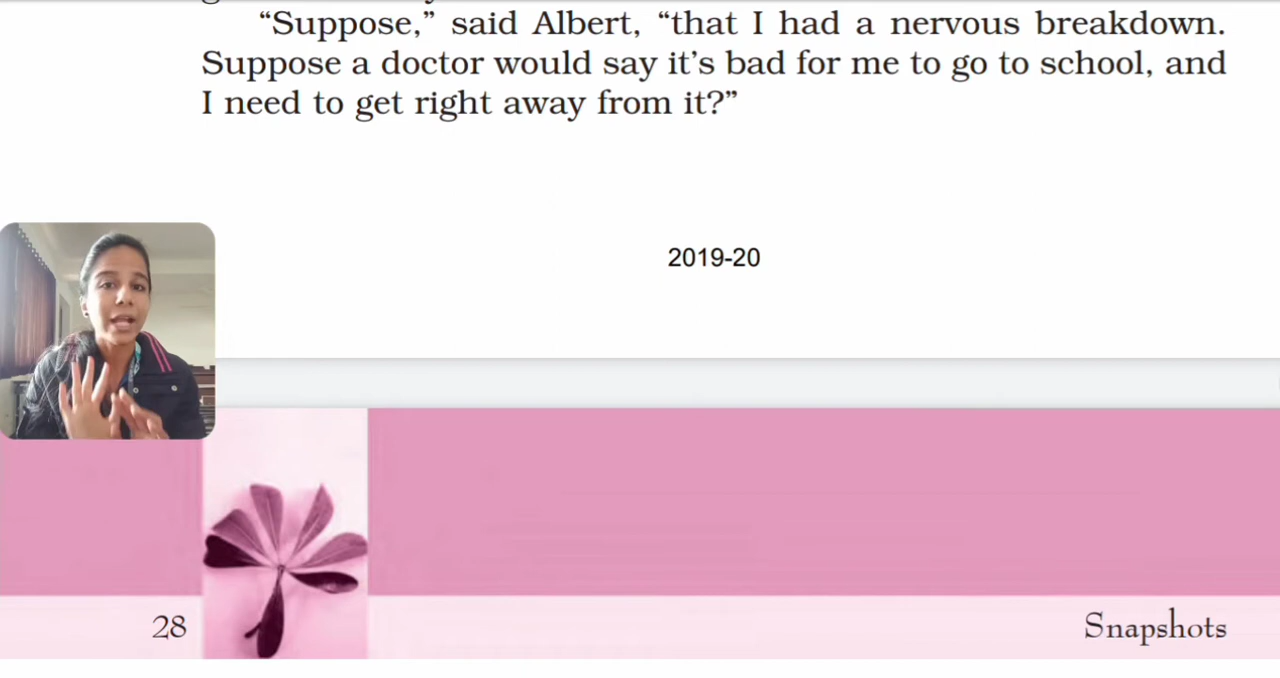 “Suppose,” said Albert, “that I had a nervous breakdown.
Suppose a doctor would say it’s bad for me to go to school, and
I need to get right away from it?”
2019-20
28
Snapshots